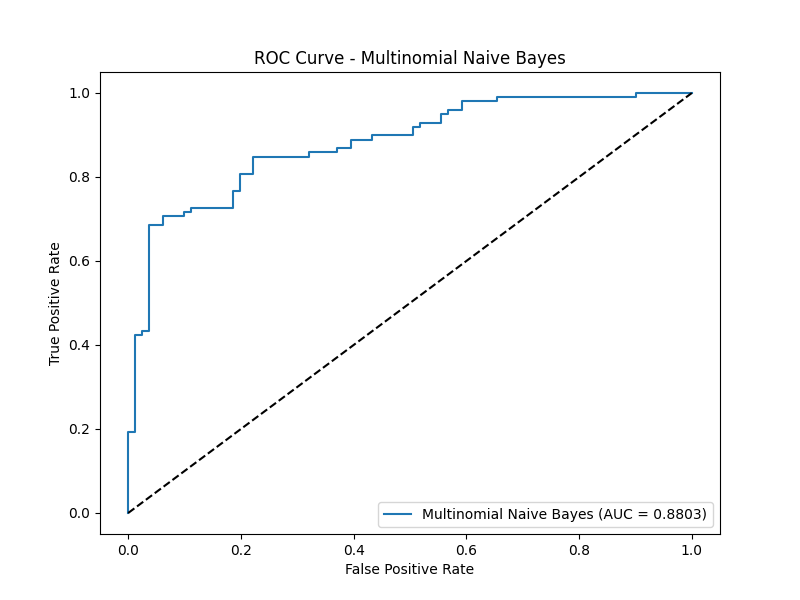 ROC Curve - Multinomial Naive Bayes
True Positive Rate
1.0
0.8
0.6
0.4
0.2
0.0
Multinomial Naive Bayes (AUC = 0.8803)
0.0 0.2 0.4 0.6 0.8 1.0
False Positive Rate